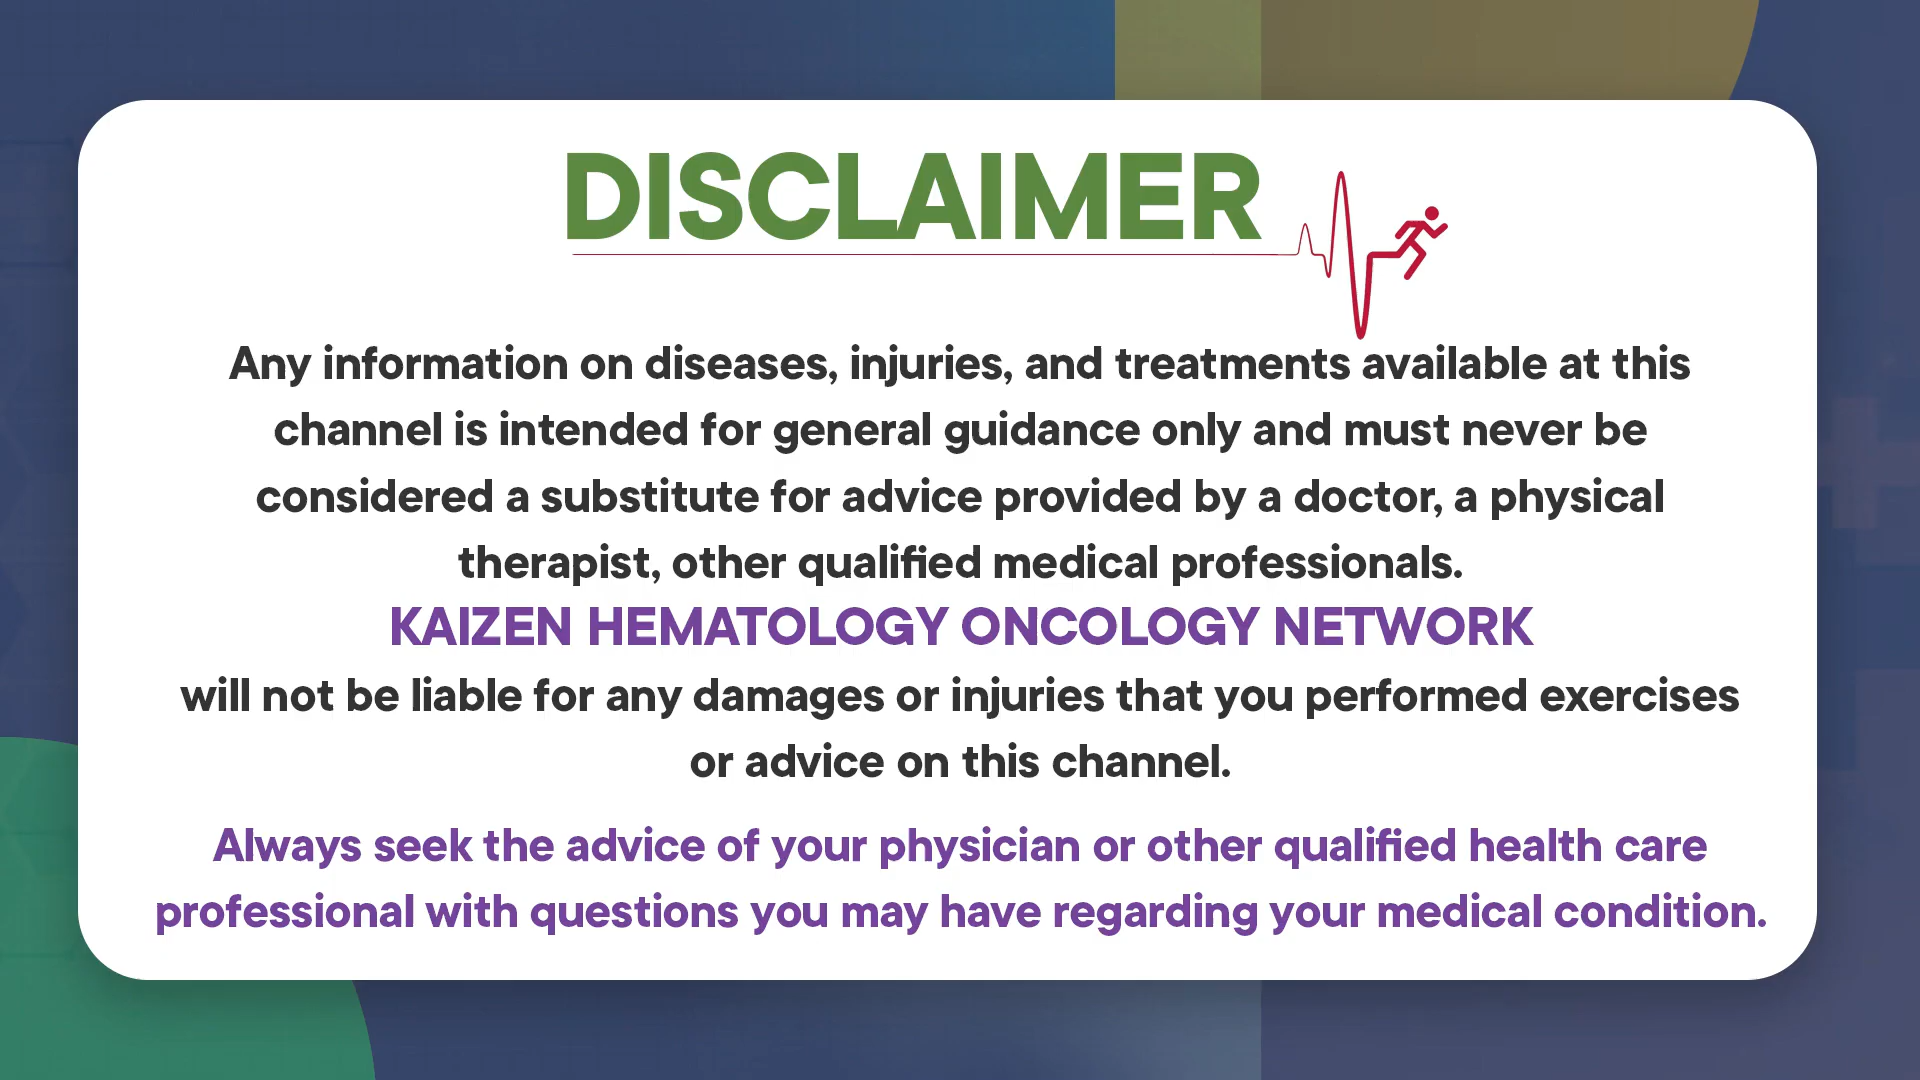 DISCLAIMER
Any information on diseases, injuries, and treatments available at this
channel is intended for general guidance only and must never be
considered a substitute for advice provided by a doctor, a physical
therapist, other qualified medical professionals.
KAIZEN HEMATOLOGY ONCOLOGY NETWORK
will not be liable for any damages or injuries that you performed exercises
or advice on this channel.
Always seek the advice of your physician or other qualified health care
professional with questions you may have regarding your medical condition.